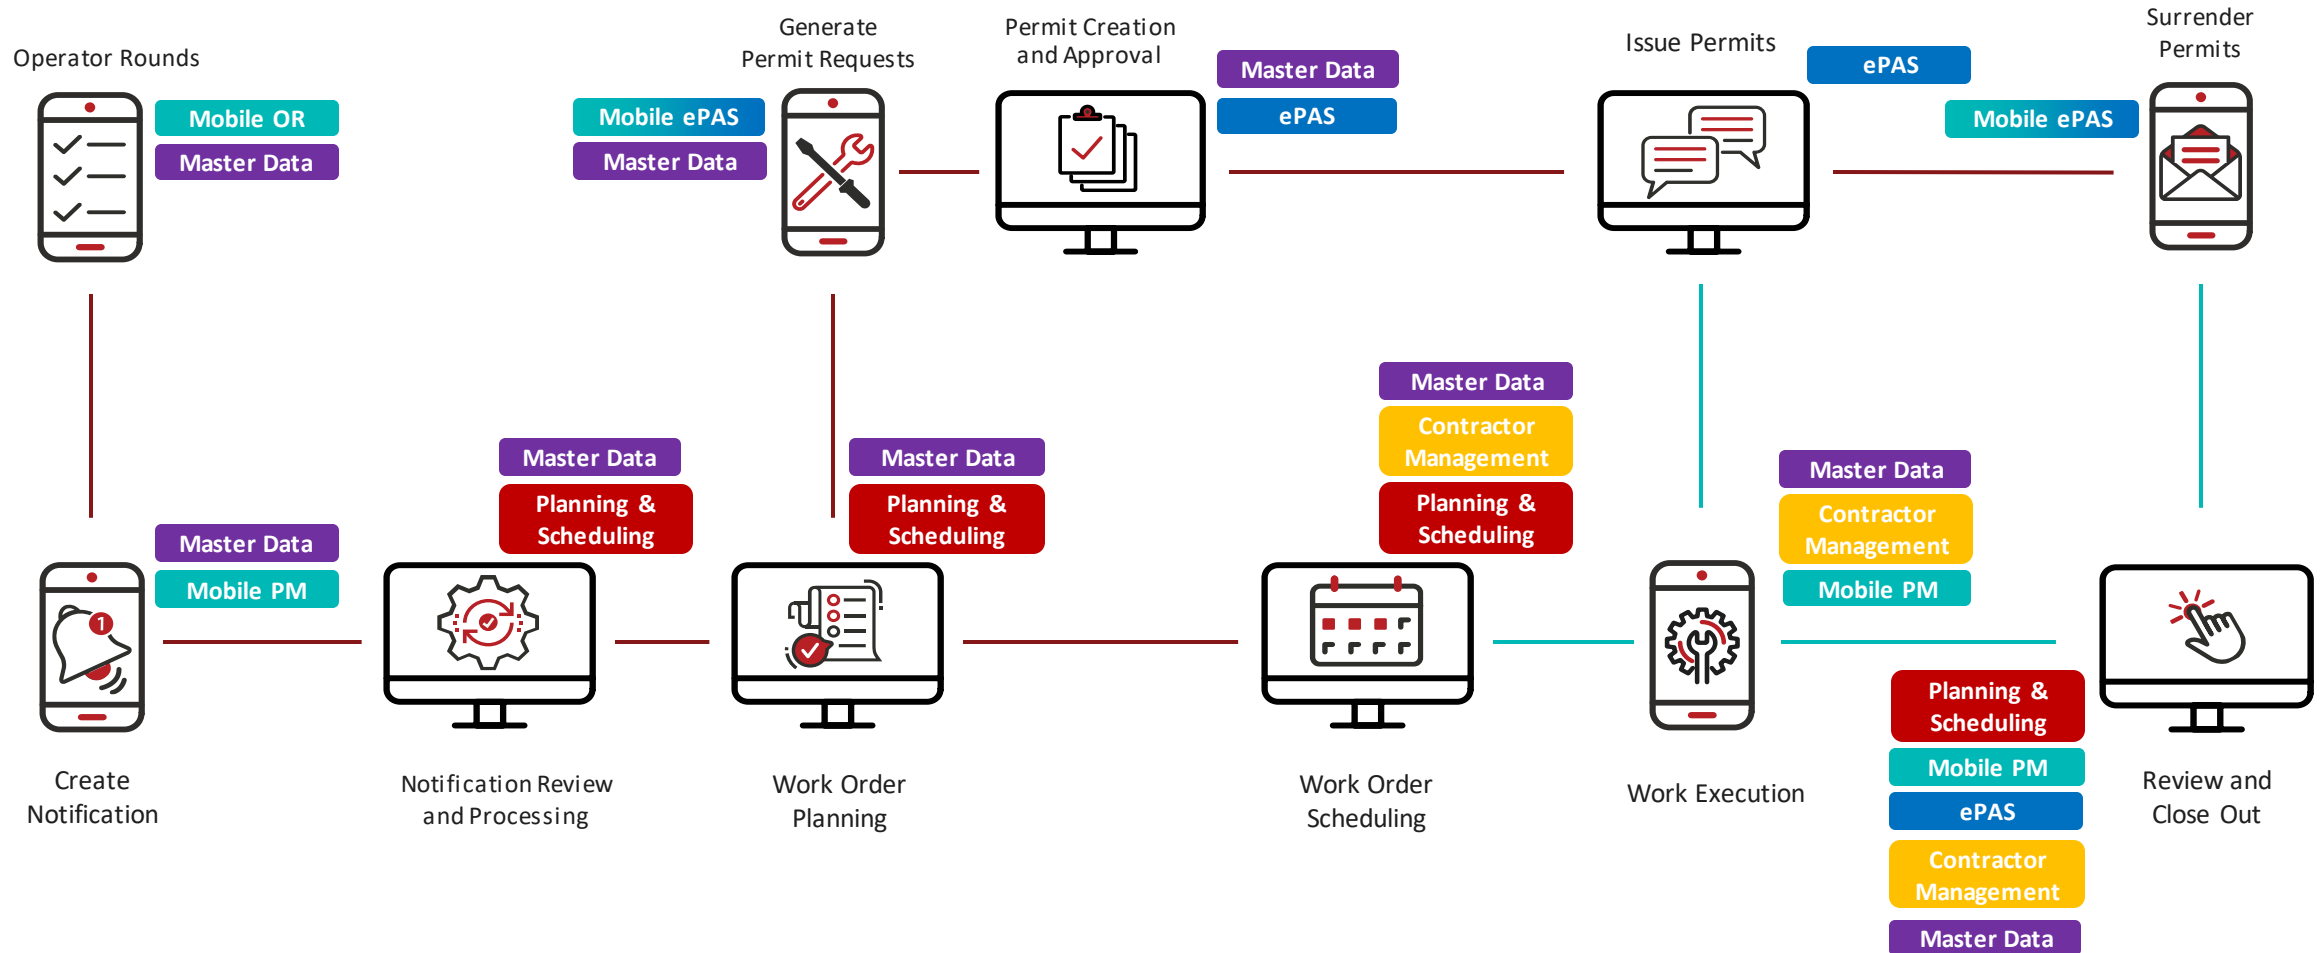 Operator Rounds
Mobile OR
Master Data
Generate
Permit Requests
Mobile ePAS
Master Data
Permit Creation
and Approval
Master Data
ePAS
Issue Permits
ePAS
Surrender
Permits
Mobile ePAS
Master Data
Mobile PM
1
Create
Notification
Master Data
Planning &
Scheduling
Notification Review
and Processing
Master Data
Planning &
Scheduling
Work Order
Planning
Master Data
Contractor
Management
Planning &
Scheduling
Work Order
Scheduling
Master Data
Contractor
Management
Mobile PM
Work Execution
Planning &
Scheduling
Mobile PM
ePAS
Contractor
Management
Master Data
Review and
Close Out